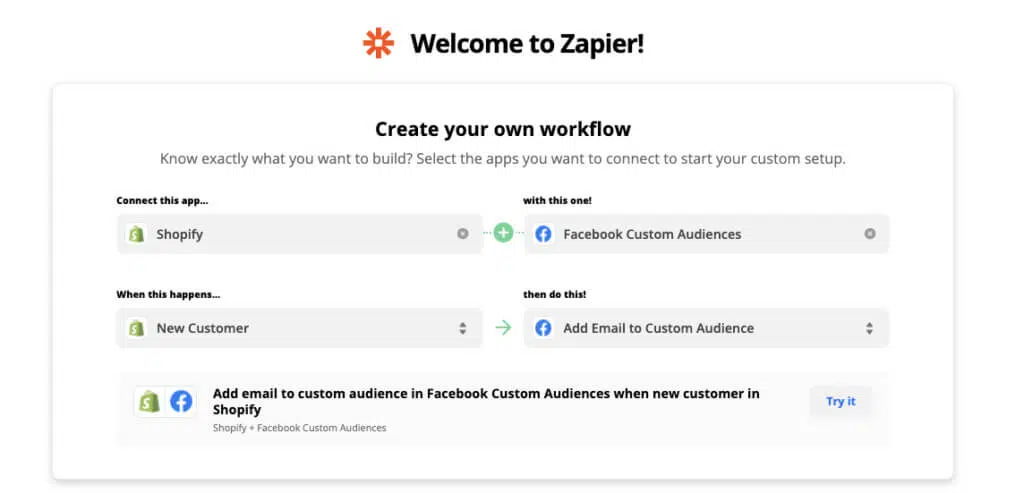 Welcome to Zapier!
Create your own workflow
Know exactly what you want to build? Select the apps you want to connect to start your custom setup.
Connect this app...
with this one!
Shopify
Facebook Custom Audiences
When this happens...
then do this!
New Customer
Add Email to Custom Audience
Add email to custom audience in Facebook Custom Audiences when new customer in
Shopify
Shopify + Facebook Custom Audiences
Try it